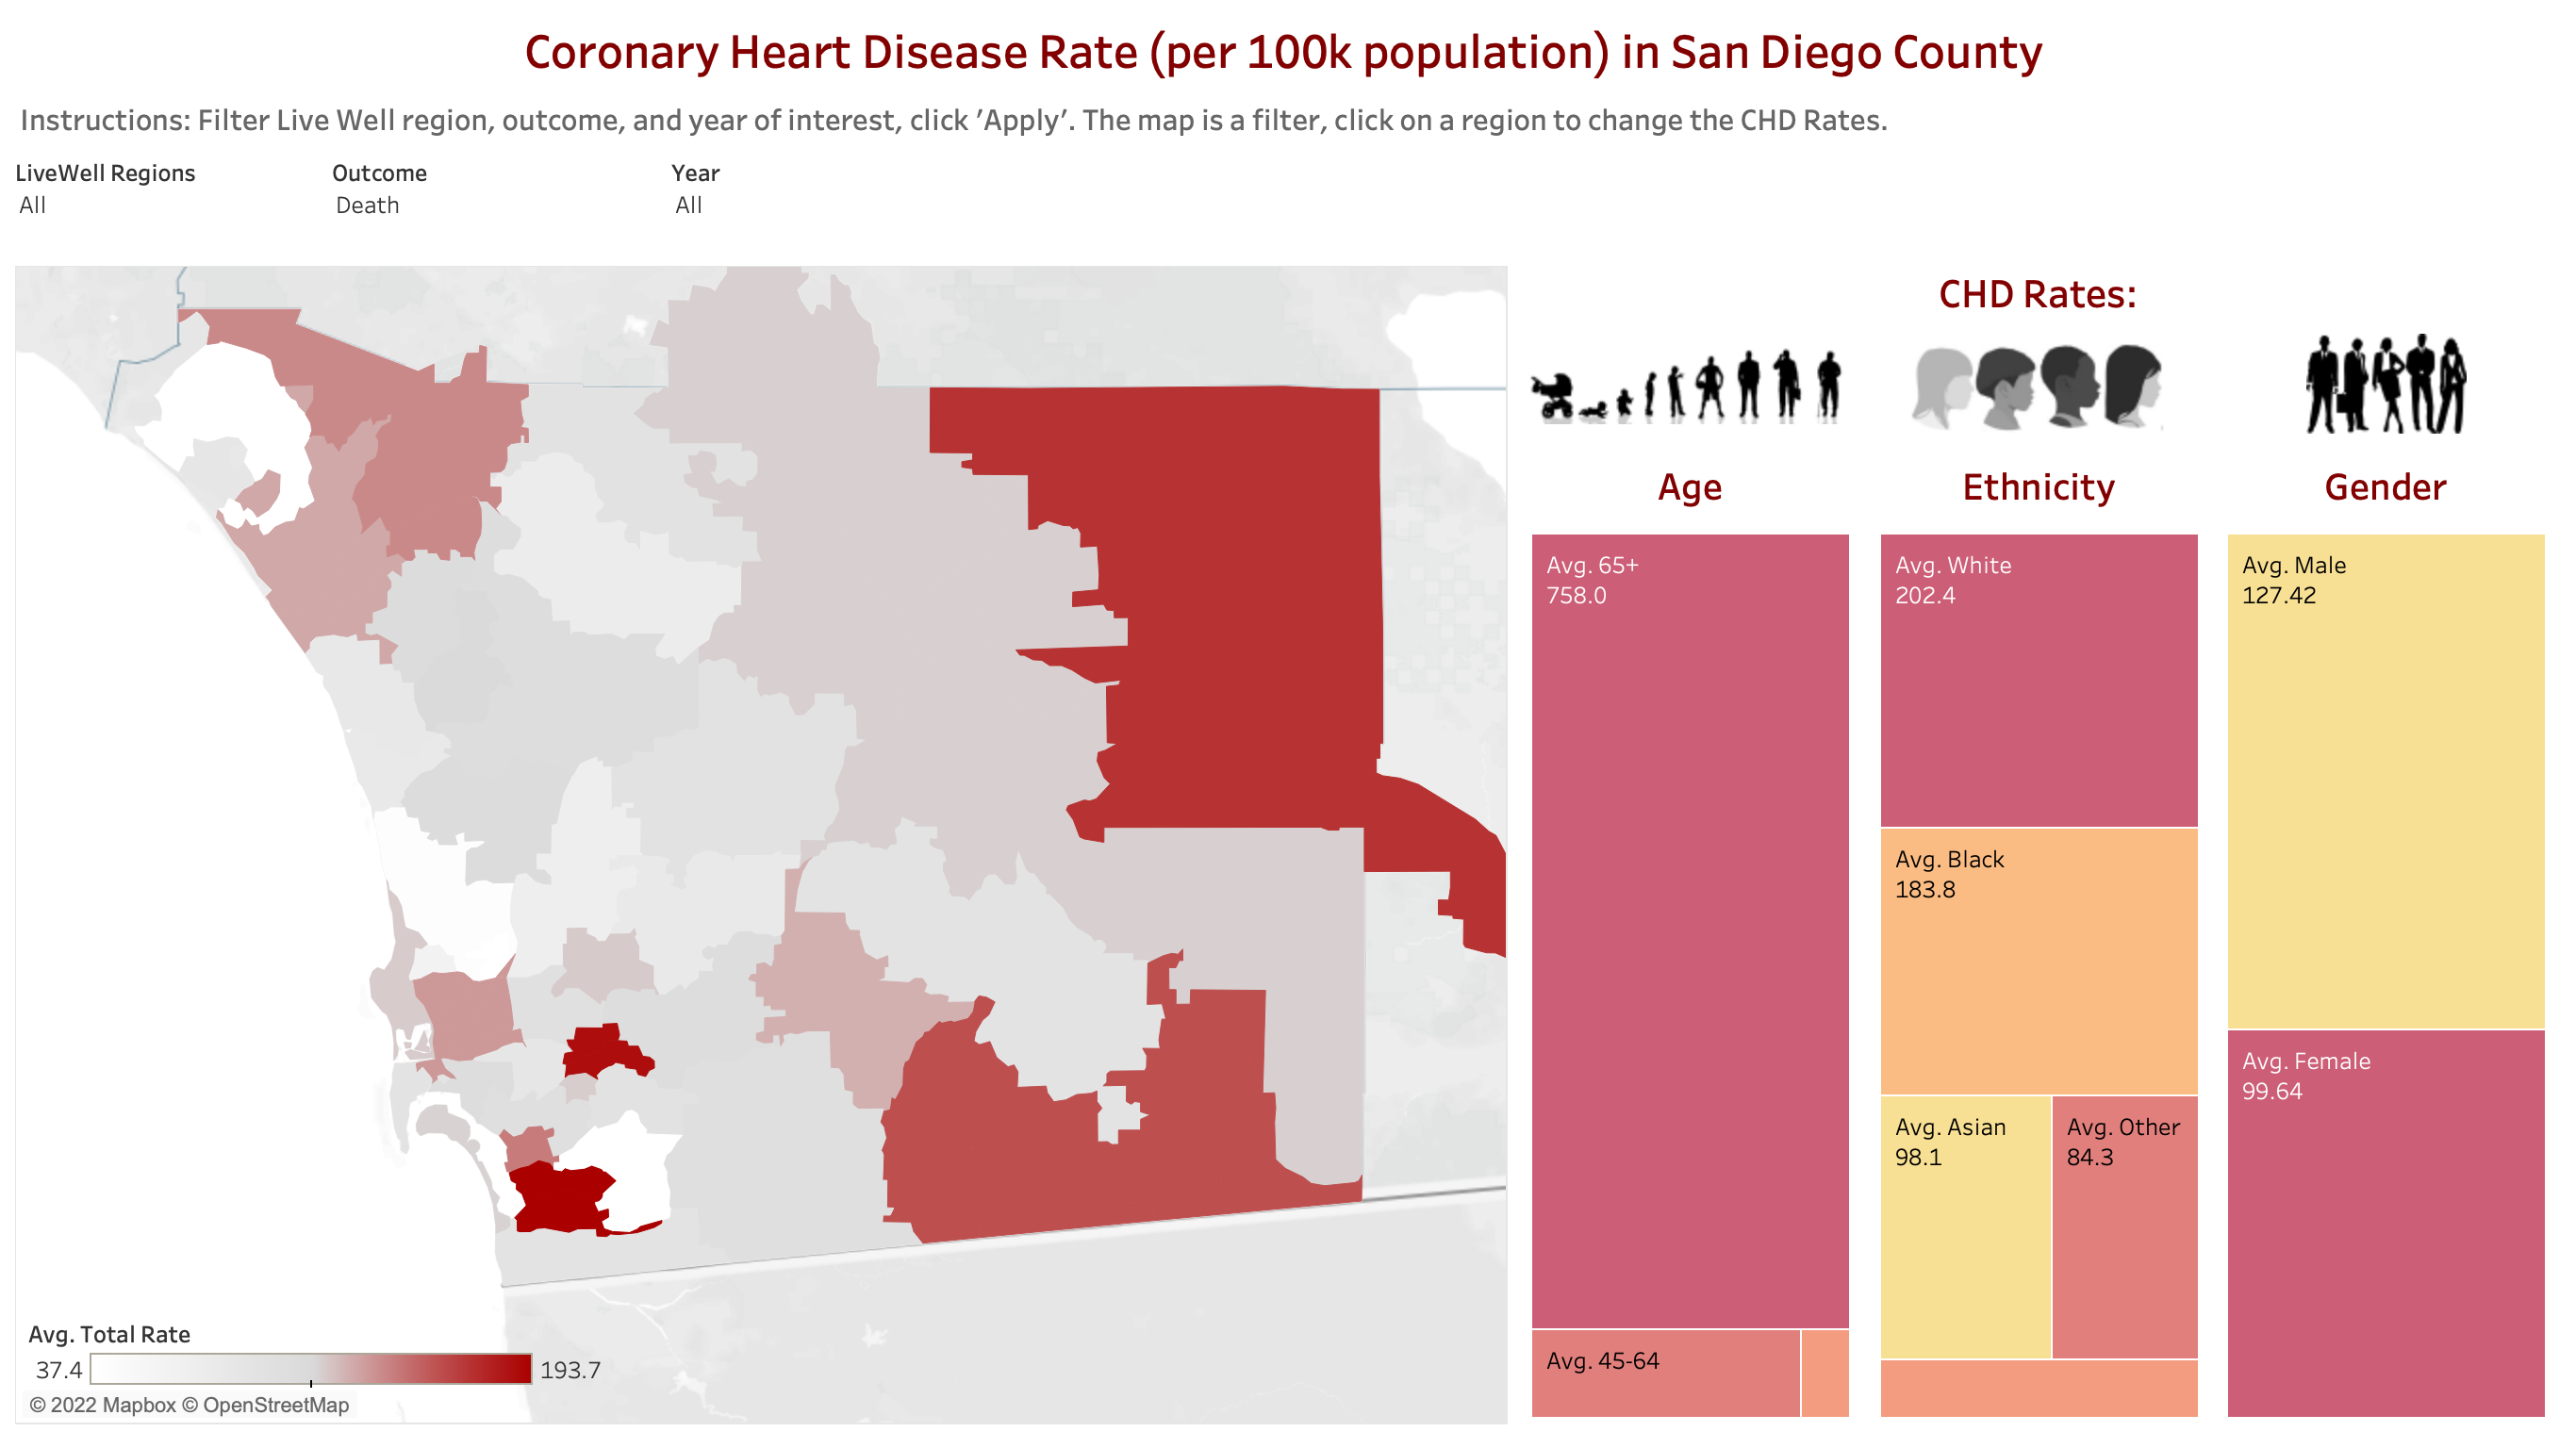 Coronary Heart Disease Rate (per 100k population) in San Diego County
Instructions: Filter Live Well region, outcome, and year of interest, click 'Apply'. The map is a filter, click on a region to change the CHD Rates.
LiveWell Regions
All
Outcome
Death
Year
All
CHD Rates:
Age
Ethnicity
Gender
Avg. 65+
758.0
Avg. 45-64
Avg. White
202.4
Avg. Black
183.8
Avg. Asian
98.1
Avg. Other
84.3
Avg. Male
127.42
Avg. Female
99.64
Avg. Total Rate
37.4
193.7
© 2022 Mapbox © OpenStreetMap